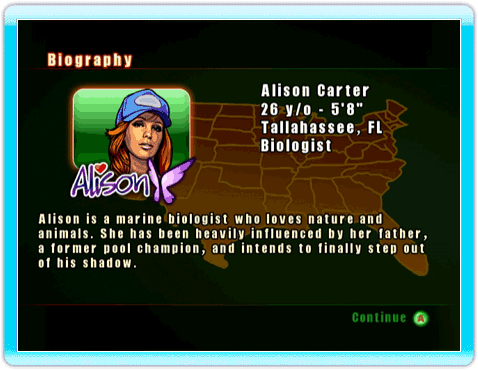 Biography
Alison Carter
26 y/o - 5'8"
Tallahassee, FL
Biologist
Alison
Alison is a marine biologist who loves nature and
animals. She has been heavily influenced by her father,
a former pool champion, and intends to finally step out
of his shadow.
Continue A